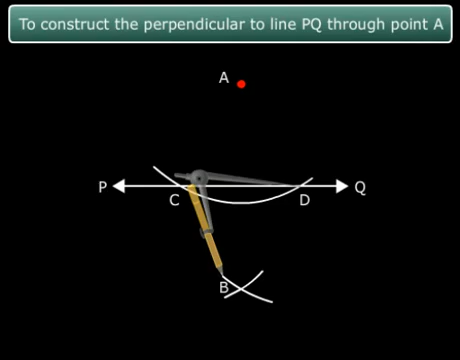 To construct the perpendicular to line PQ through point A
A
P
Q
C
D
B